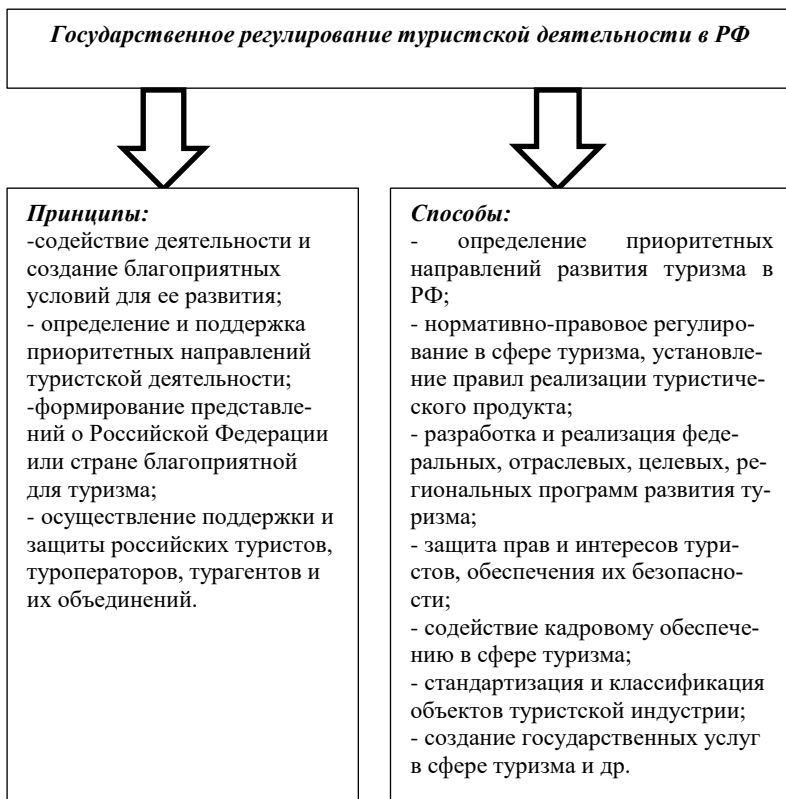 Государственное регулирование туристской деятельности в РФ
Принципы:
-содействие деятельности и
создание благоприятных
условий для ее развития;
- определение и поддержка
приоритетных направлений
туристской деятельности;
-формирование представле-
ний о Российской Федерации
или стране благоприятной
для туризма;
- осуществление поддержки и
защиты российских туристов,
туроператоров, турагентов и
их объединений.
Способы:
- определение приоритетных
направлений развития туризма в
РФ;
- нормативно-правовое регулиро-
вание в сфере туризма, установле-
ние правил реализации туристиче-
ского продукта;
- разработка и реализация феде-
ральных, отраслевых, целевых, ре-
гиональных программ развития ту-
ризма;
- защита прав и интересов тури-
стов, обеспечения их безопасно-
сти;
- содействие кадровому обеспече-
нию в сфере туризма;
- стандартизация и классификация
объектов туристской индустрии;
- создание государственных услуг
в сфере туризма и др.